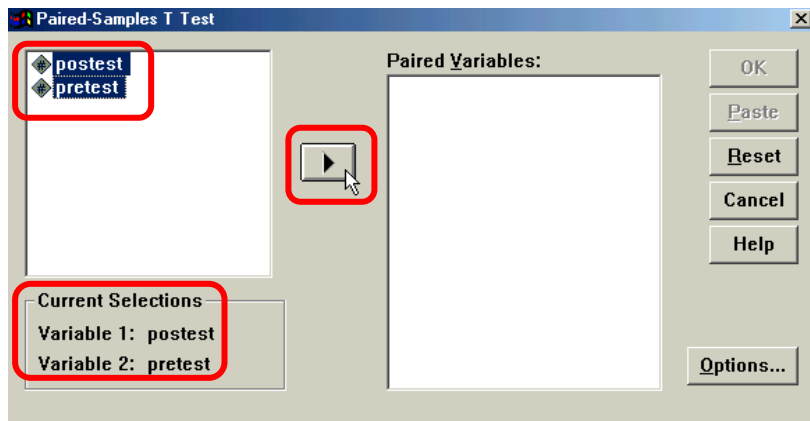 Paired-Samples T Test
postest
pretest
Paired Variables:
OK
Paste
Reset
Cancel
Help
Current Selections
Variable 1: postest
Variable 2: pretest
Options...